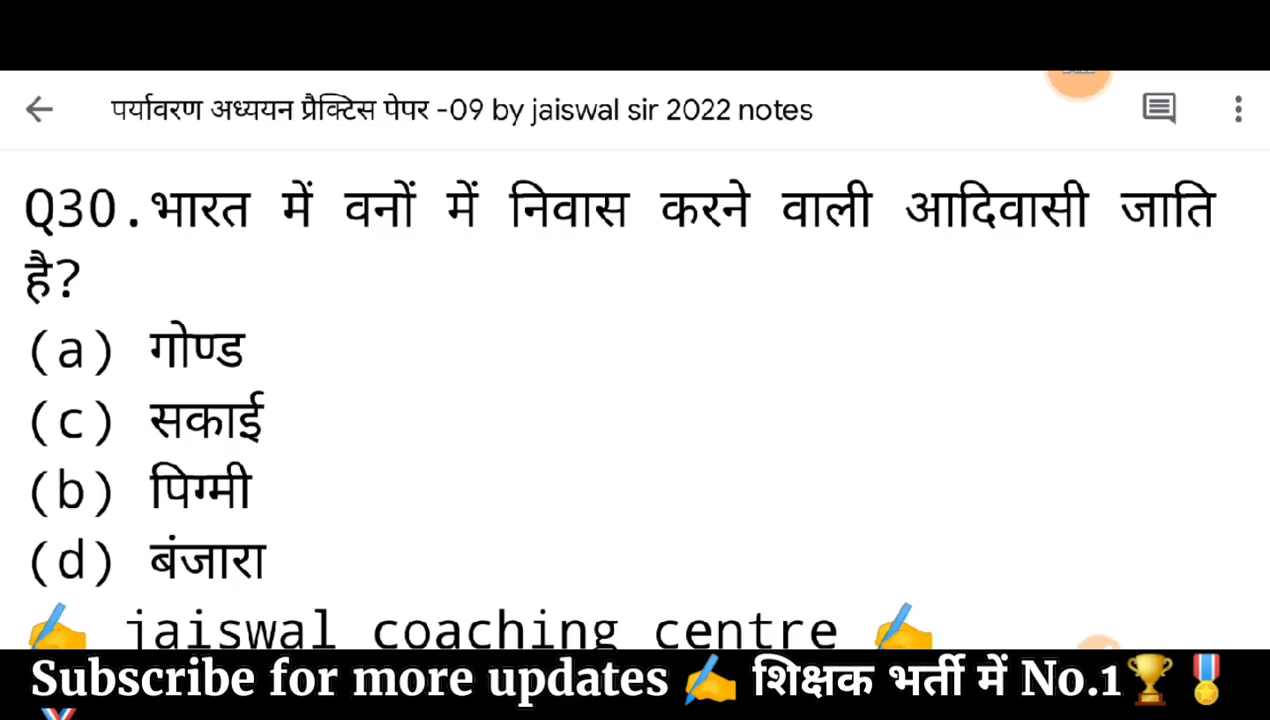 पर्यावरण अध्ययन प्रैक्टिस पेपर -09 by jaiswal sir 2022 notes
Q30.भारत में वनों में निवास करने वाली आदिवासी जाति
है?
(a) गोण्ड
(c) सकाई
(b) पिग्मी
(d) बंजारा
✍️ jaiswal coaching centre ✍️
Subscribe for more updates ✍️ शिक्षक भर्ती में No.1🏆🎖️